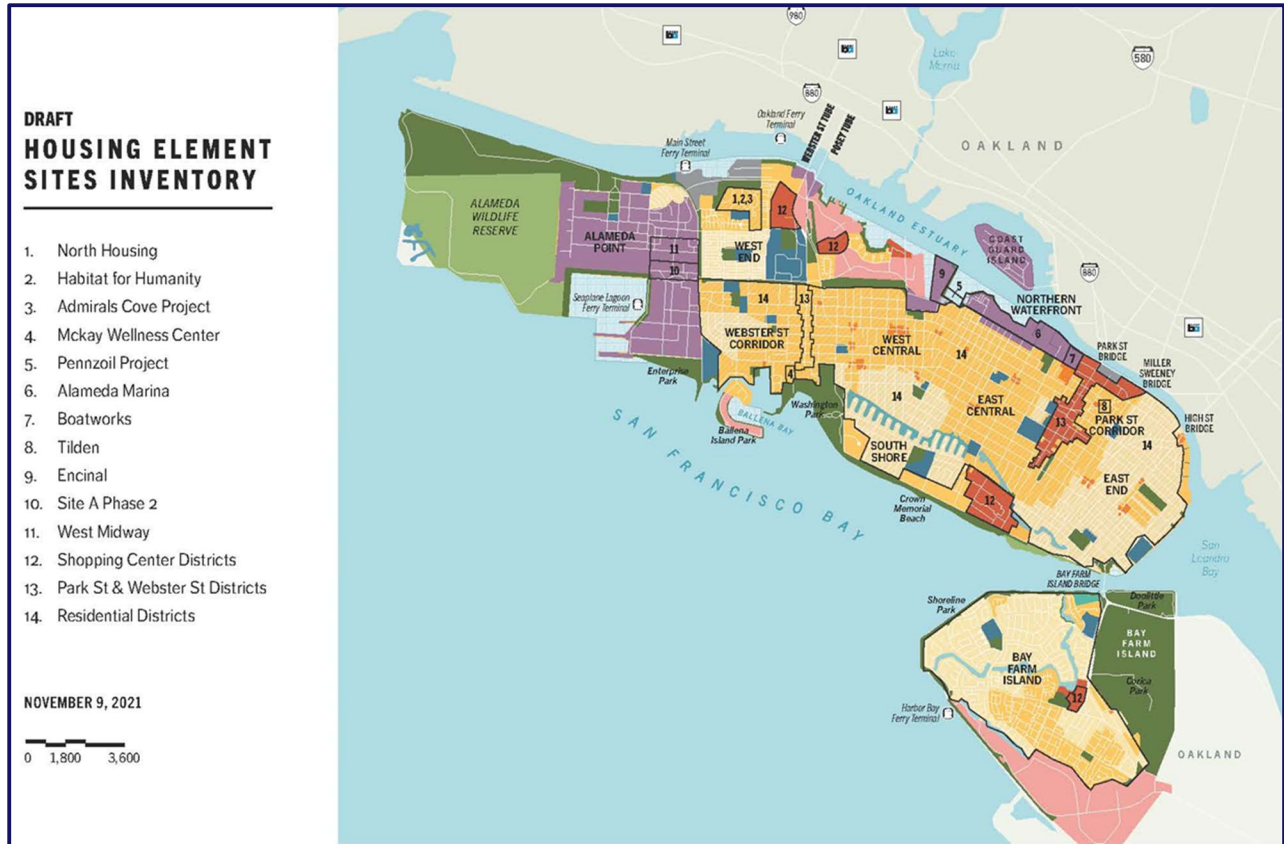 DRAFT
HOUSING ELEMENT
SITES INVENTORY
1. North Housing
2. Habitat for Humanity
3. Admirals Cove Project
4. Mckay Wellness Center
5. Pennzoil Project
6. Alameda Marina
7. Boatworks
8. Tilden
9. Encinal
10. Site A Phase 2
11. West Midway
12. Shopping Center Districts
13. Park St & Webster St Districts
14. Residential Districts
NOVEMBER 9, 2021
0 1,800 3,600
980
580
880
Lake
Merritt
OAKLAND
Oakland Ferry
Terminal
WEBSTER ST TUBE
POSEY TUBE
Main Street
Ferry Terminal
OAKLAND ESTUARY
ALAMEDA
WILDLIFE
RESERVE
ALAMEDA
POINT
11
10
1,2,3
WEST
END
12
12
COAST
GUARD
ISLAND
880
9
5
NORTHERN
WATERFRONT
Seaplane Lagoon
Ferry Terminal
14
13
WEBSTER ST
CORRIDOR
4
WEST
CENTRAL
14
6
7
PARK ST
BRIDGE
MILLER
SWEENEY
BRIDGE
Enterprise
Park
Washington
Park
14
EAST
CENTRAL
8
13
PARK ST
CORRIDOR
HIGH ST
BRIDGE
14
BALLENA BAY
Ballena
Island Park
SOUTH
SHORE
EAST
END
SAN FRANCISCO BAY
Crown
Memorial
Beach
12
San
Leandro
Bay
BAY FARM
ISLAND BRIDGE
Shoreline
Park
Doolittle
Park
BAY
FARM
ISLAND
BAY
FARM
ISLAND
Corica
Park
12
Harbor Bay
Ferry Terminal
OAKLAND